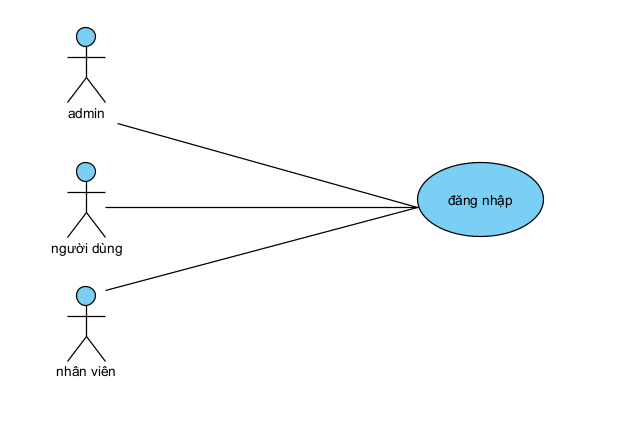 admin
người dùng
đăng nhập
nhân viên